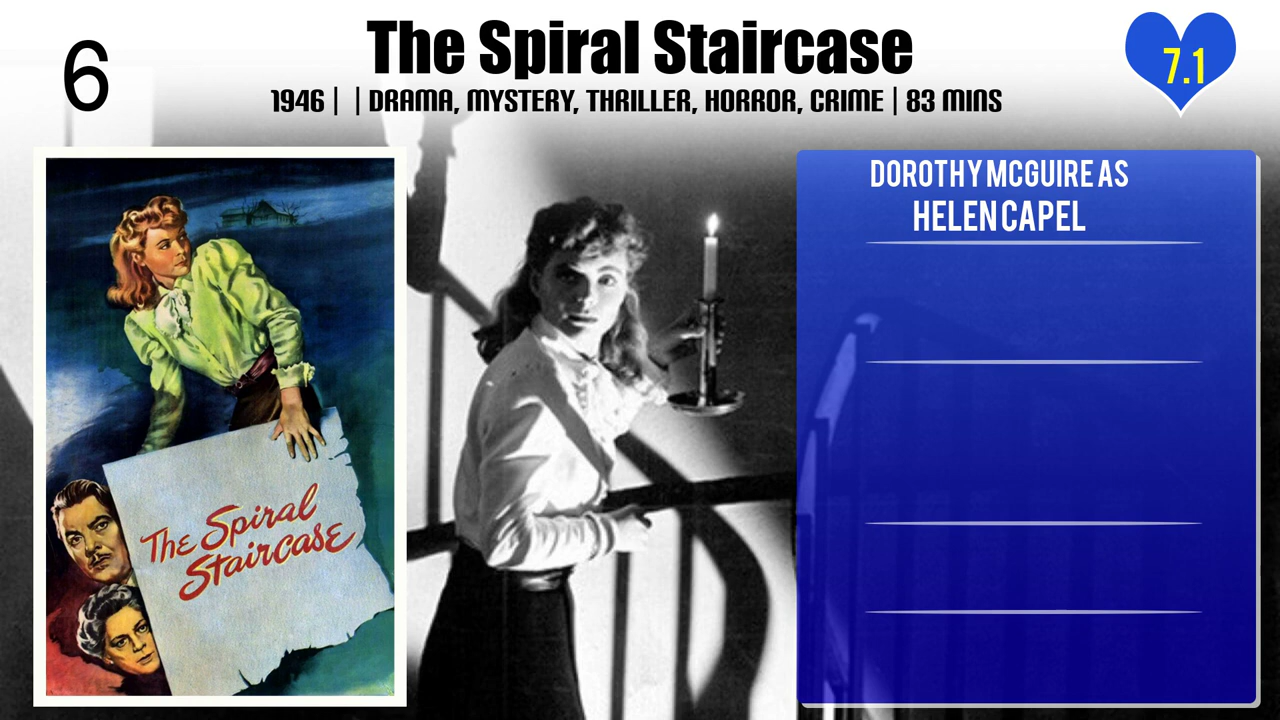 6
The Spiral Staircase
1946 | | DRAMA, MYSTERY, THRILLER, HORROR, CRIME | 83 MINS
7.1
DOROTHY MCGUIRE AS
HELEN CAPEL
The Spiral
Staircase